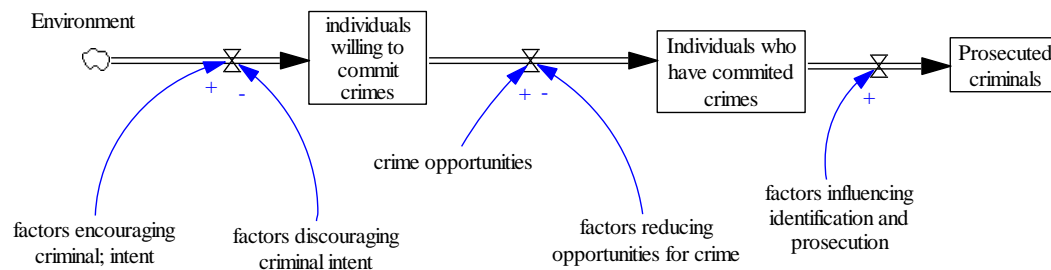 Environment
individuals
willing to
commit
crimes
Individuals who
have commited
crimes
Prosecuted
criminals
+
-
+
-
+
crime opportunities
factors encouraging
criminal; intent
factors discouraging
criminal intent
factors reducing
opportunities for crime
factors influencing
identification and
prosecution